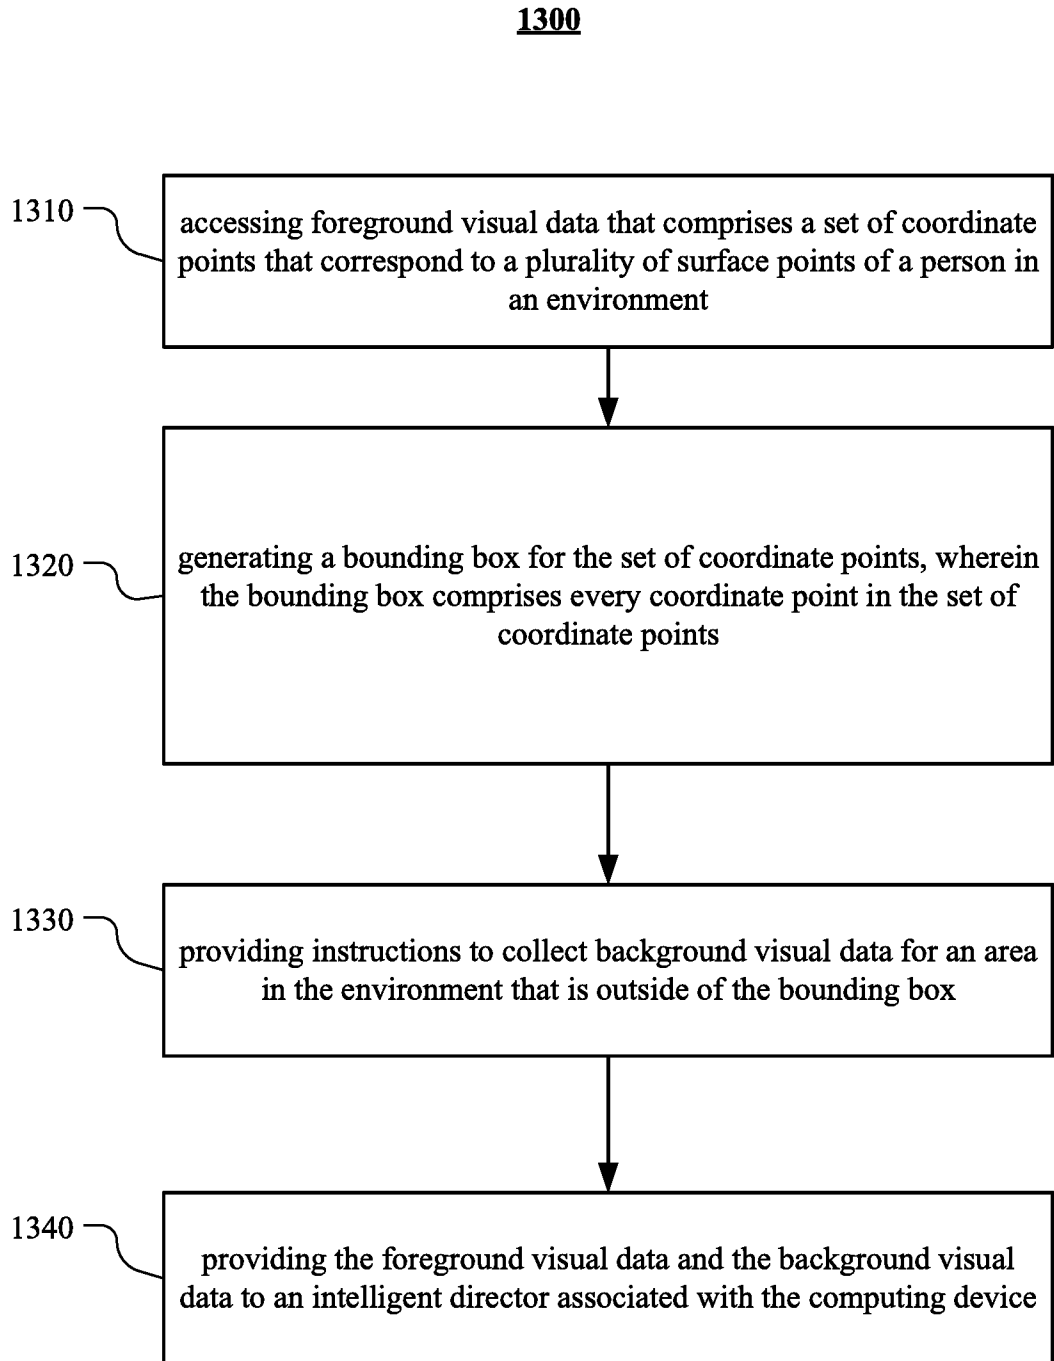 1300
1310
accessing foreground visual data that comprises a set of coordinate
points that correspond to a plurality of surface points of a person in
an environment
1320
generating a bounding box for the set of coordinate points, wherein
the bounding box comprises every coordinate point in the set of
coordinate points
1330
providing instructions to collect background visual data for an area
in the environment that is outside of the bounding box
1340
providing the foreground visual data and the background visual
data to an intelligent director associated with the computing device